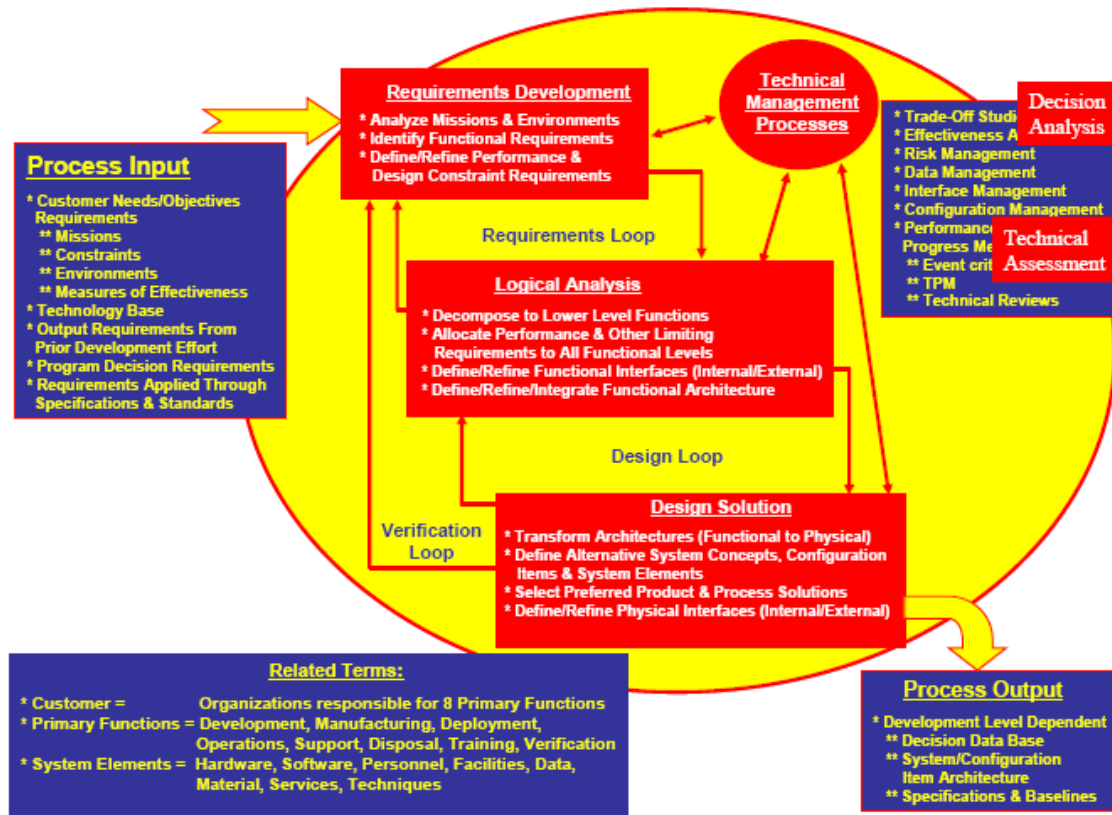 Requirements Development
* Analyze Missions & Environments
* Identify Functional Requirements
* Define/Refine Performance &
Design Constraint Requirements
Technical
Management
Processes
Decision
Analysis
* Trade-Off
* Effectiveness
* Risk Management
* Data Management
* Interface Management
* Configuration Management
* Performance
Progress
** Event
** TPM
** Technical Reviews
Technical
Assessment
Process Input
* Customer Needs/Objectives
Requirements
** Missions
** Constraints
** Environments
** Measures of Effectiveness
* Technology Base
* Output Requirements From
Prior Development Effort
* Program Decision Requirements
* Requirements Applied Through
Specifications & Standards
Requirements Loop
Logical Analysis
* Decompose to Lower Level Functions
* Allocate Performance & Other Limiting
Requirements to All Functional Levels
* Define/Refine Functional Interfaces (Internal/External)
* Define/Refine/Integrate Functional Architecture
Design Loop
Verification
Loop
Design Solution
* Transform Architectures (Functional to Physical)
* Define Alternative System Concepts, Configuration
Items & System Elements
* Select Preferred Product & Process Solutions
* Define/Refine Physical Interfaces (Internal/External)
Related Terms:
* Customer = Organizations responsible for 8 Primary Functions
* Primary Functions = Development, Manufacturing, Deployment,
Operations, Support, Disposal, Training, Verification
* System Elements = Hardware, Software, Personnel, Facilities, Data,
Material, Services, Techniques
Process Output
* Development Level Dependent
** Decision Data Base
** System/Configuration
Item Architecture
** Specifications & Baselines